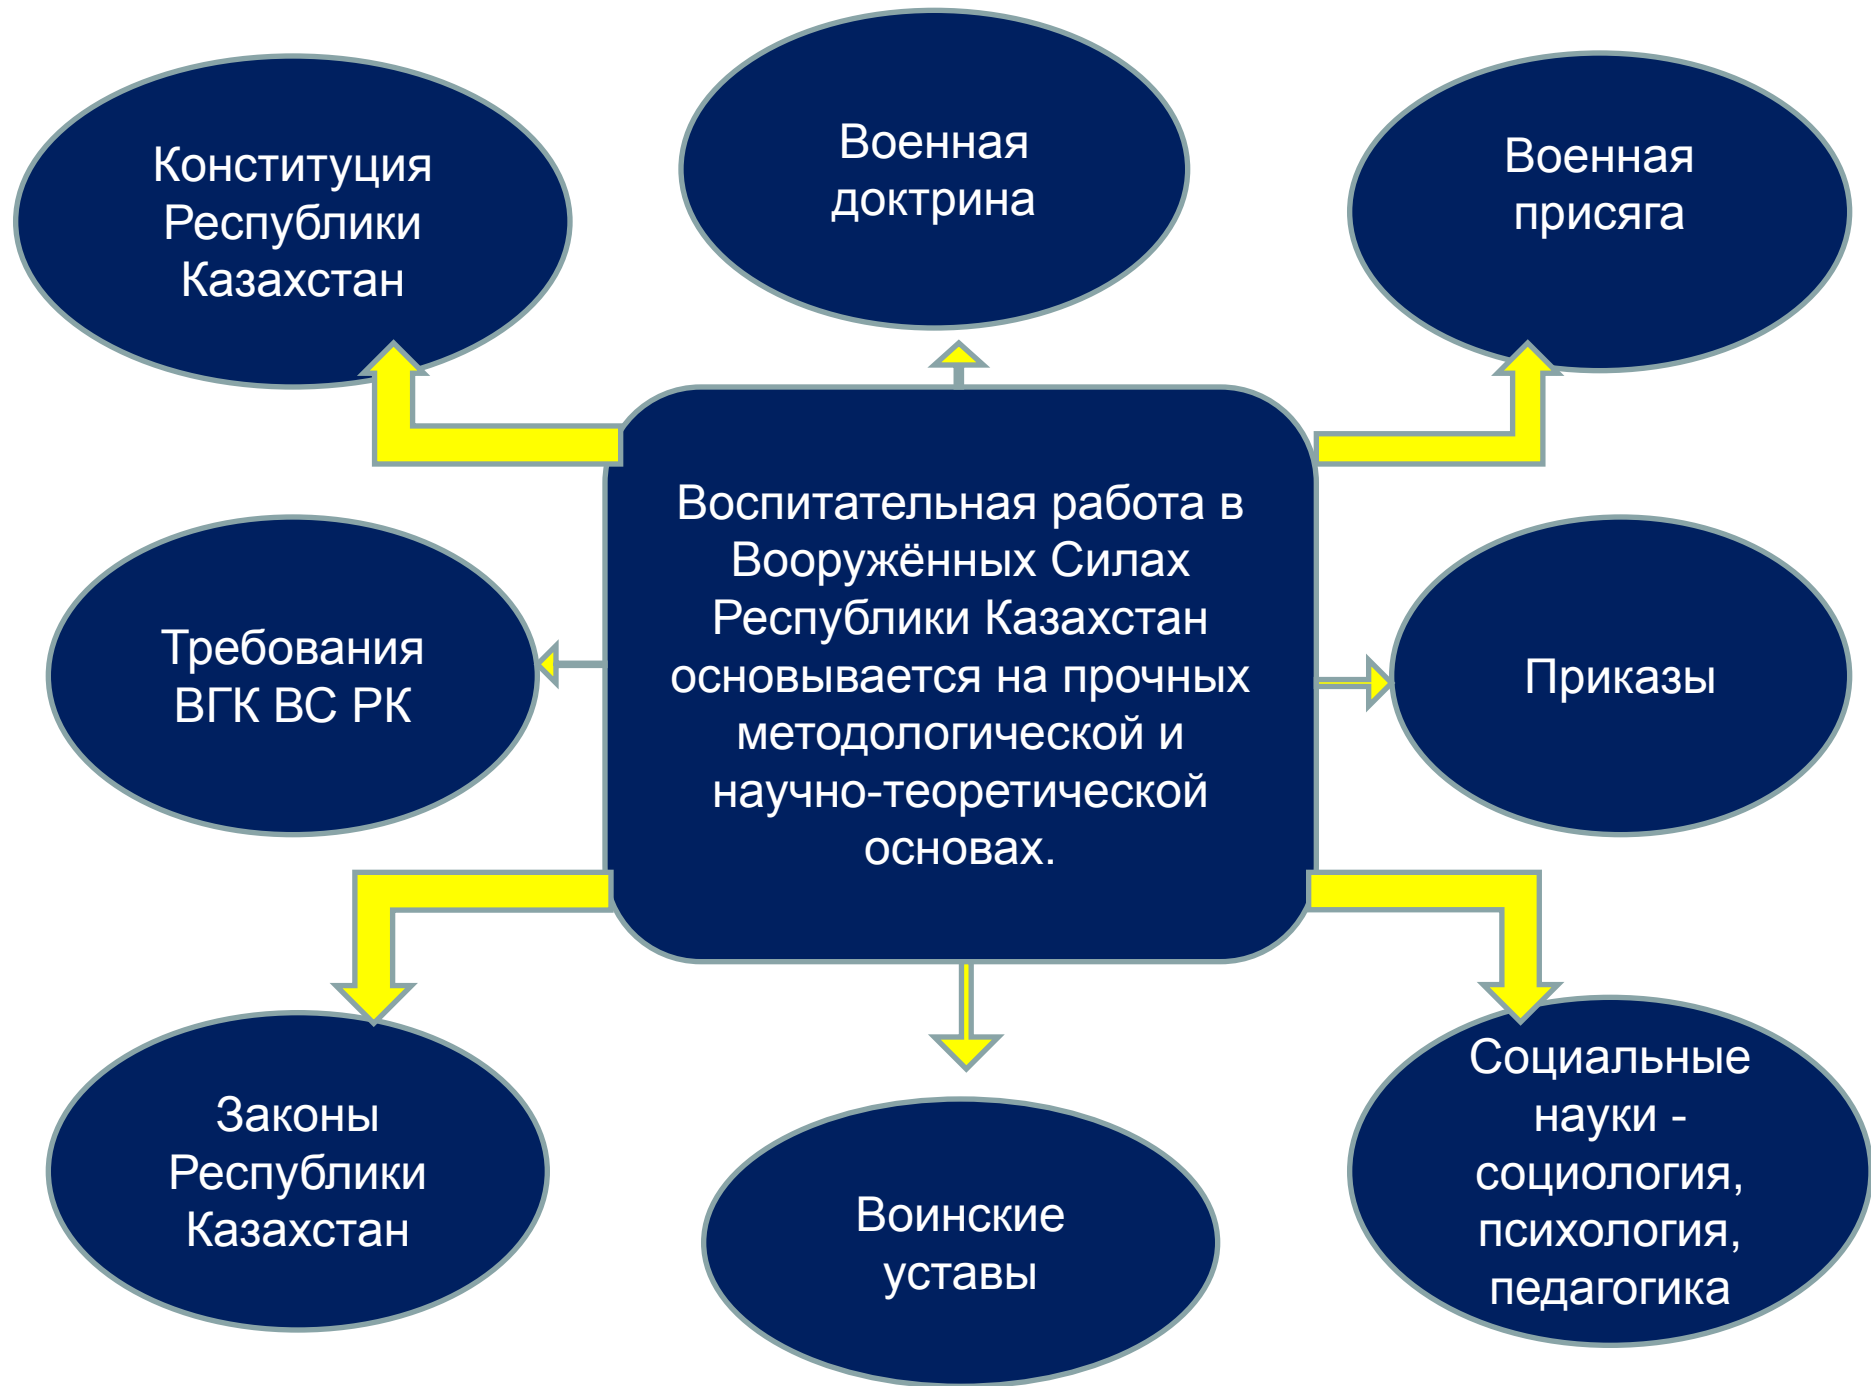 Конституция
Республики
Казахстан
Военная
доктрина
Военная
присяга
Воспитательная работа в
Вооружённых Силах
Республики Казахстан
основывается на прочных
методологической и
научно-теоретической
основах.
Требования
ВГК ВС РК
Приказы
Законы
Республики
Казахстан
Воинские
уставы
Социальные
науки -
социология,
психология,
педагогика